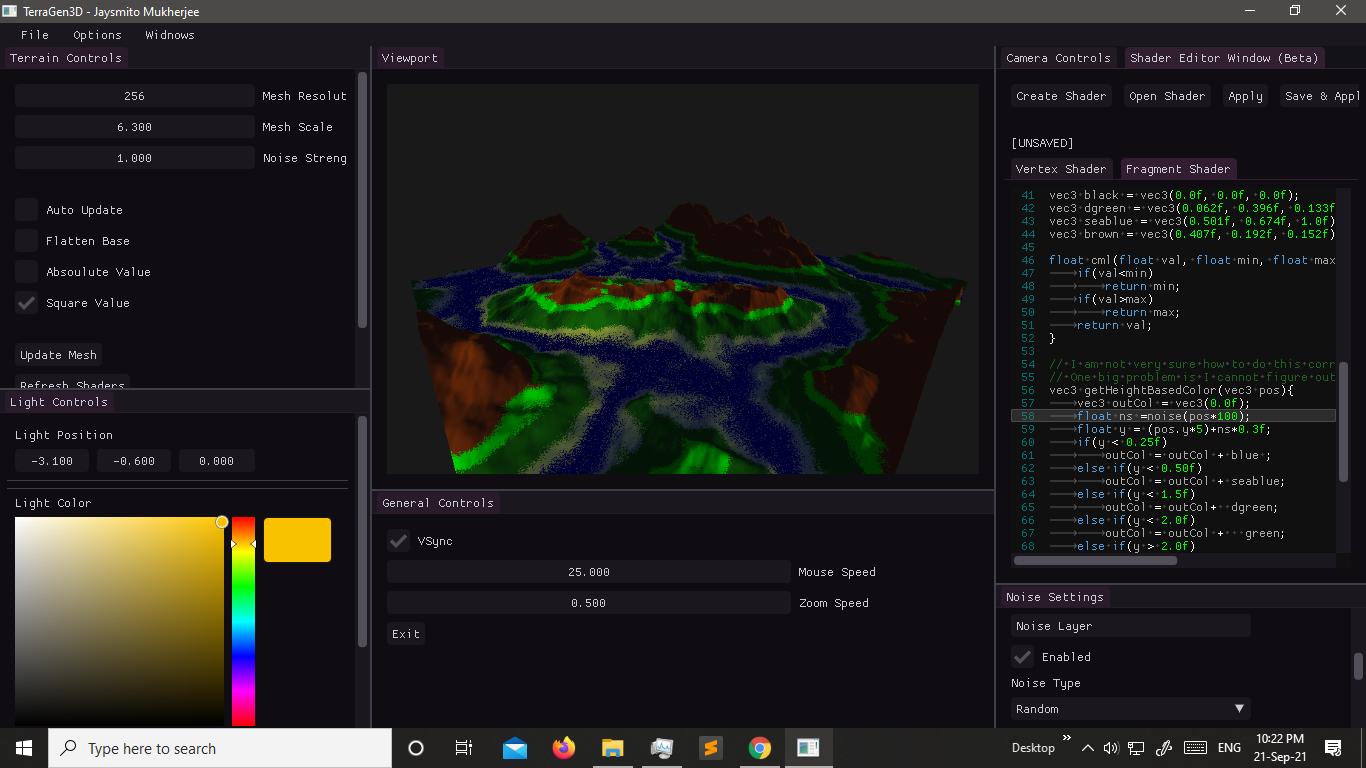 TerraGen3D - Jaysmito Mukherjee
File Options Widnows
Terrain Controls
256 Mesh Resolut
6.300 Mesh Scale
1.000 Noise Streng
Auto Update
Flatten Base
Absoulute Value
Square Value
Update Mesh
Refresh Shaders
Light Controls
Light Position
-3.100 -0.600 0.000
Light Color
Viewport
General Controls
VSync
25.000 Mouse Speed
0.500 Zoom Speed
Exit
Camera Controls Shader Editor Window (Beta)
Create Shader Open Shader Apply Save & Appl
[UNSAVED]
Vertex Shader Fragment Shader
41 vec3 black = vec3(0.0f, 0.0f, 0.0f);
42 vec3 dgreen = vec3(0.062f, 0.396f, 0.133f
43 vec3 seablue = vec3(0.501f, 0.674f, 1.0f)
44 vec3 brown = vec3(0.407f, 0.192f, 0.152f)
45
46 float cml(float val, float min, float max
47 if(val<min)
48 return min;
49 if(val>max)
50 return max;
51 return val;
52 }
53
54 // I am not very sure how to do this corr
55 // One big problem is I cannot figure out
56 vec3 getHeightBasedColor(vec3 pos){
57 vec3 outCol = vec3(0.0f);
58 float ns =noise(pos*100);
59 float y = (pos.y*5)+ns*0.3f;
60 if(y < 0.25f)
61 outCol = outCol + blue ;
62 else if(y < 0.50f)
63 outCol = outCol + seablue;
64 else if(y < 1.5f)
65 outCol = outCol+  dgreen;
66 else if(y < 2.0f)
67 outCol = outCol +   green;
68 else if(y > 2.0f)
Noise Settings
Noise Layer
Enabled
Noise Type
Random
Type here to search
Desktop
ENG
10:22 PM
21-Sep-21